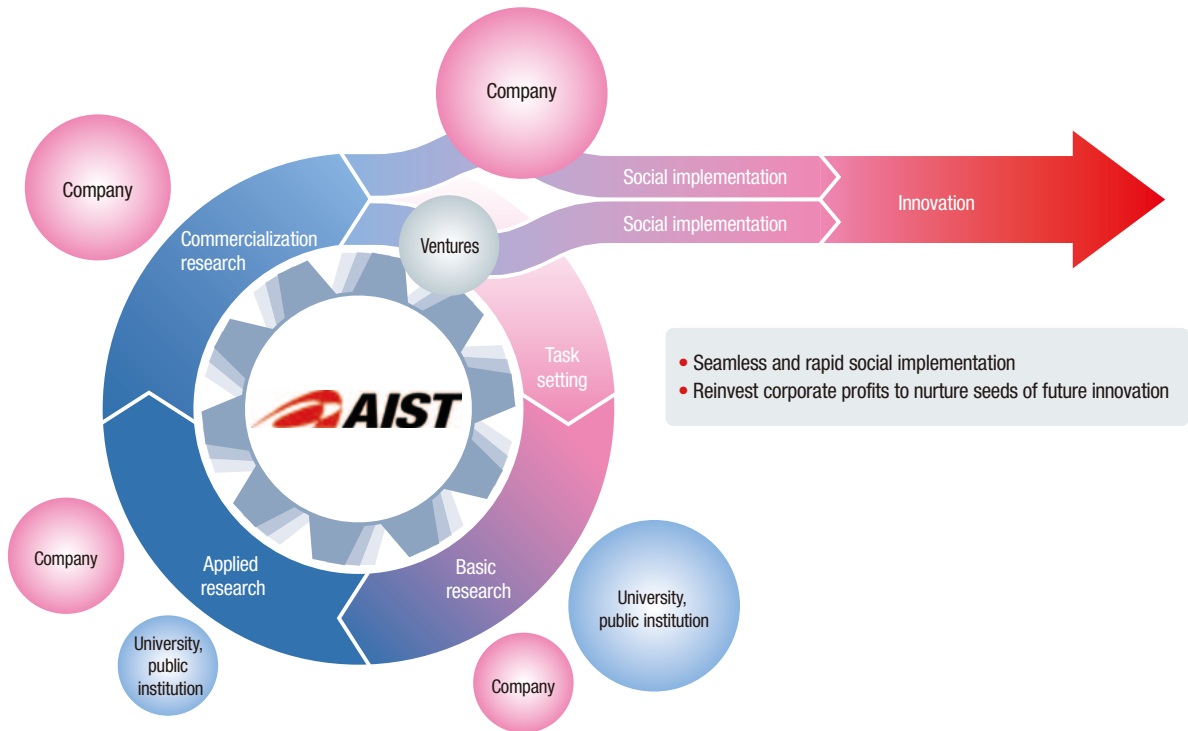 Company
Company
Social implementation
Social implementation
Innovation
Ventures
Commercialization
research
Task
setting
AIST
• Seamless and rapid social implementation
• Reinvest corporate profits to nurture seeds of future innovation
Company
Applied
research
Basic
research
University,
public institution
University,
public
institution
Company